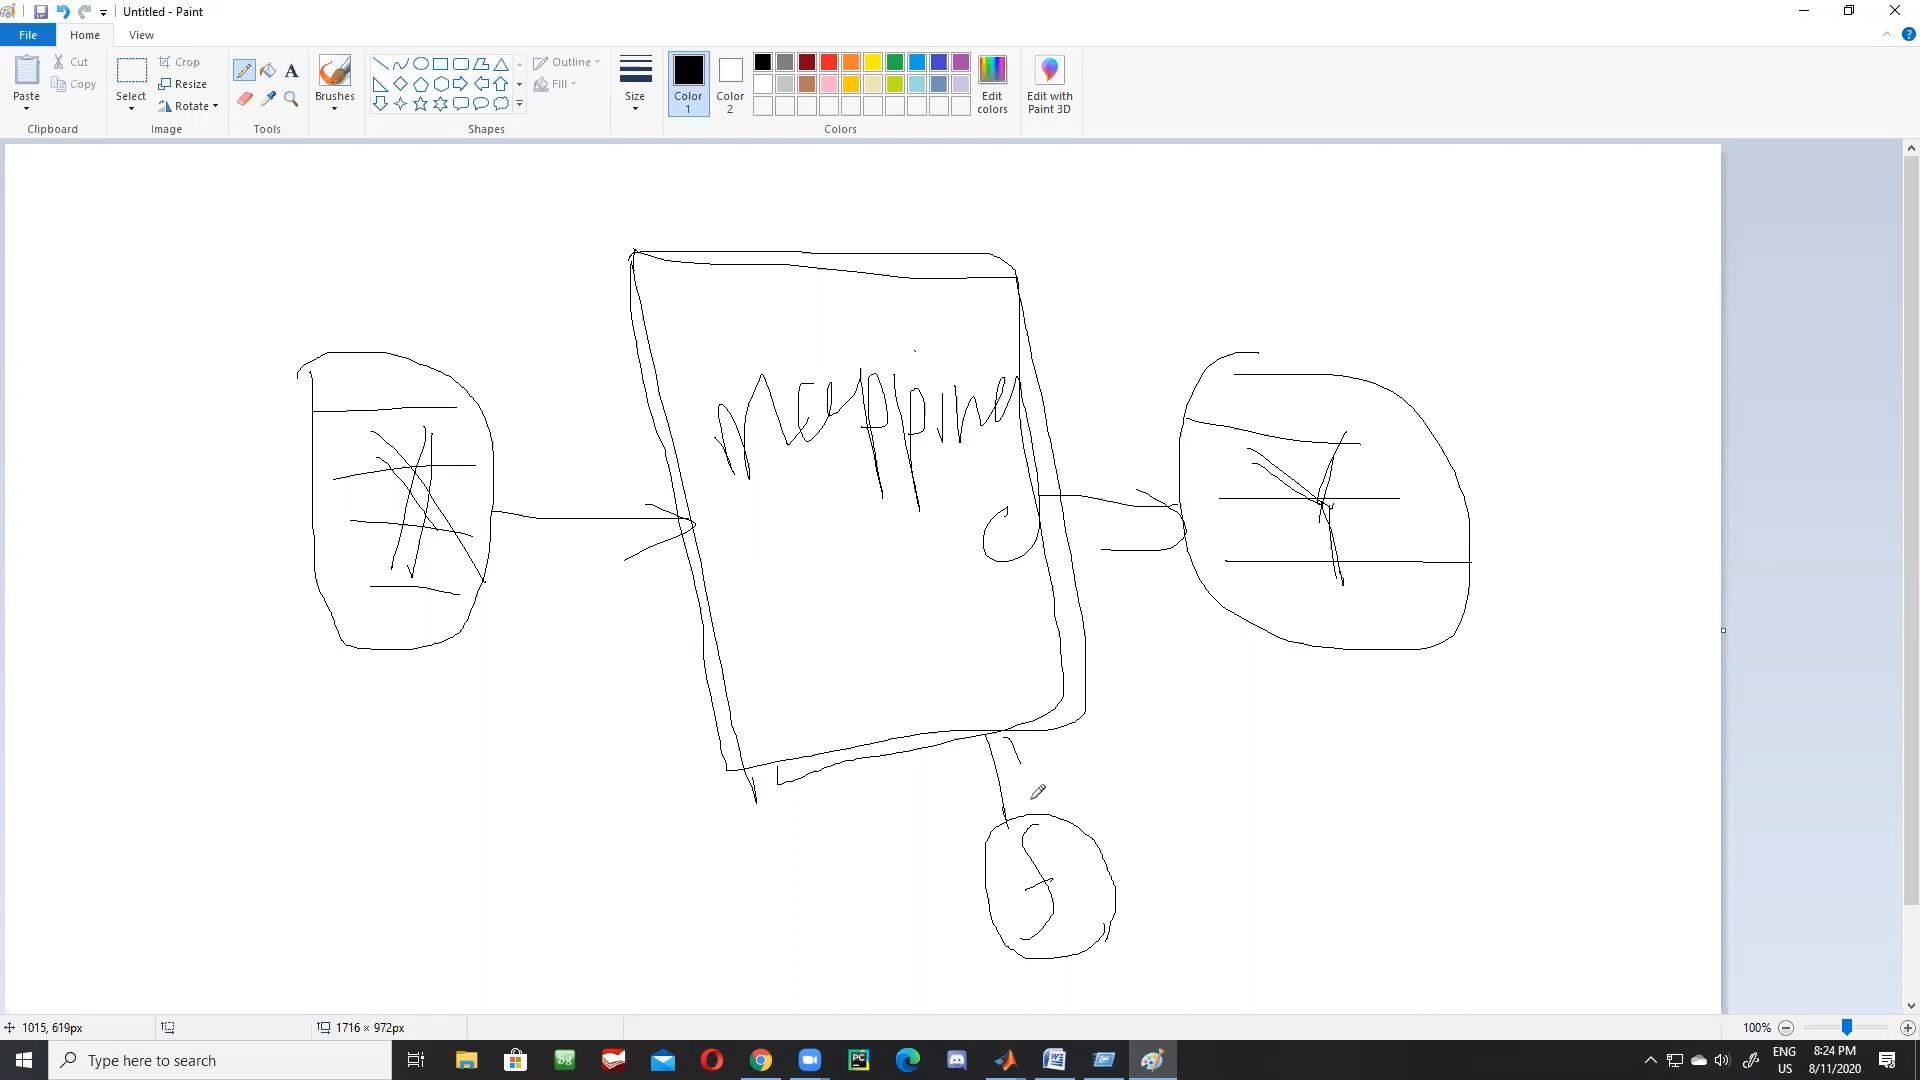 Untitled - Paint
File Home View
Cut
Copy
Paste
Clipboard
Crop
Resize
Rotate
Select
Image
Tools
Brushes
Outline
Fill
Shapes
Size
Color 1
Color 2
Edit colors
Colors
Edit with Paint 3D
X
Mapping
Y
f
1015, 619px
1716 × 972px
100%
Type here to search
PC
ENG
US
8:24 PM
8/11/2020